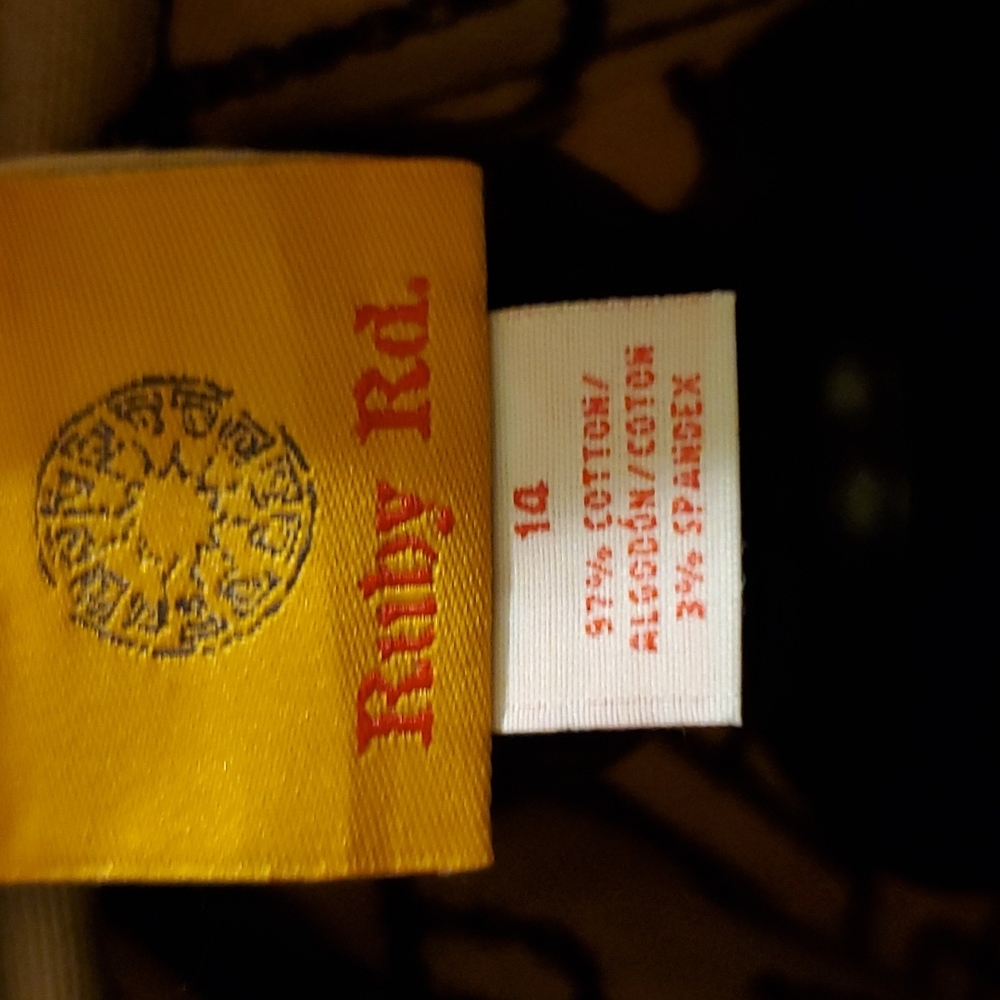 Ruby Rd.
14
97% COTTON/
ALGODÓN/COTON
3% SPANDEX